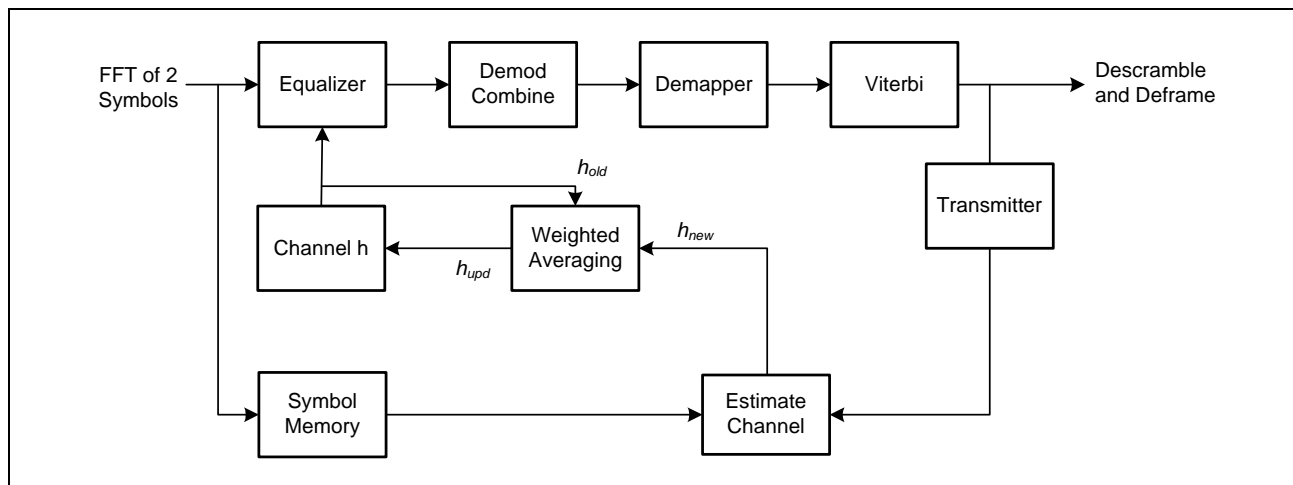 FFT of 2
Symbols
Equalizer
Demod
Combine
Demapper
Viterbi
Descramble
and Deframe
h_old
Transmitter
Channel h
Weighted
Averaging
h_new
h_upd
Symbol
Memory
Estimate
Channel